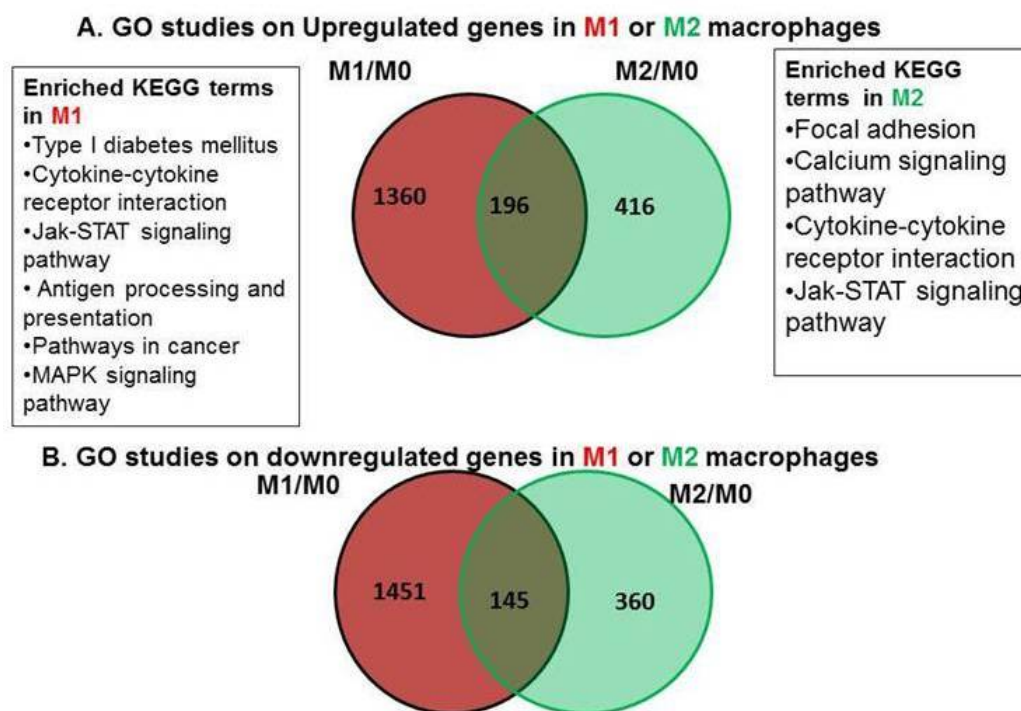 A. GO studies on Upregulated genes in M1 or M2 macrophages
Enriched KEGG terms
in M1
•Type I diabetes mellitus
•Cytokine-cytokine
receptor interaction
•Jak-STAT signaling
pathway
• Antigen processing and
presentation
•Pathways in cancer
•MAPK signaling
pathway
M1/M0
M2/M0
1360
196
416
Enriched KEGG
terms in M2
•Focal adhesion
•Calcium signaling
pathway
•Cytokine-cytokine
receptor interaction
•Jak-STAT signaling
pathway
B. GO studies on downregulated genes in M1 or M2 macrophages
M1/M0
M2/M0
1451
145
360